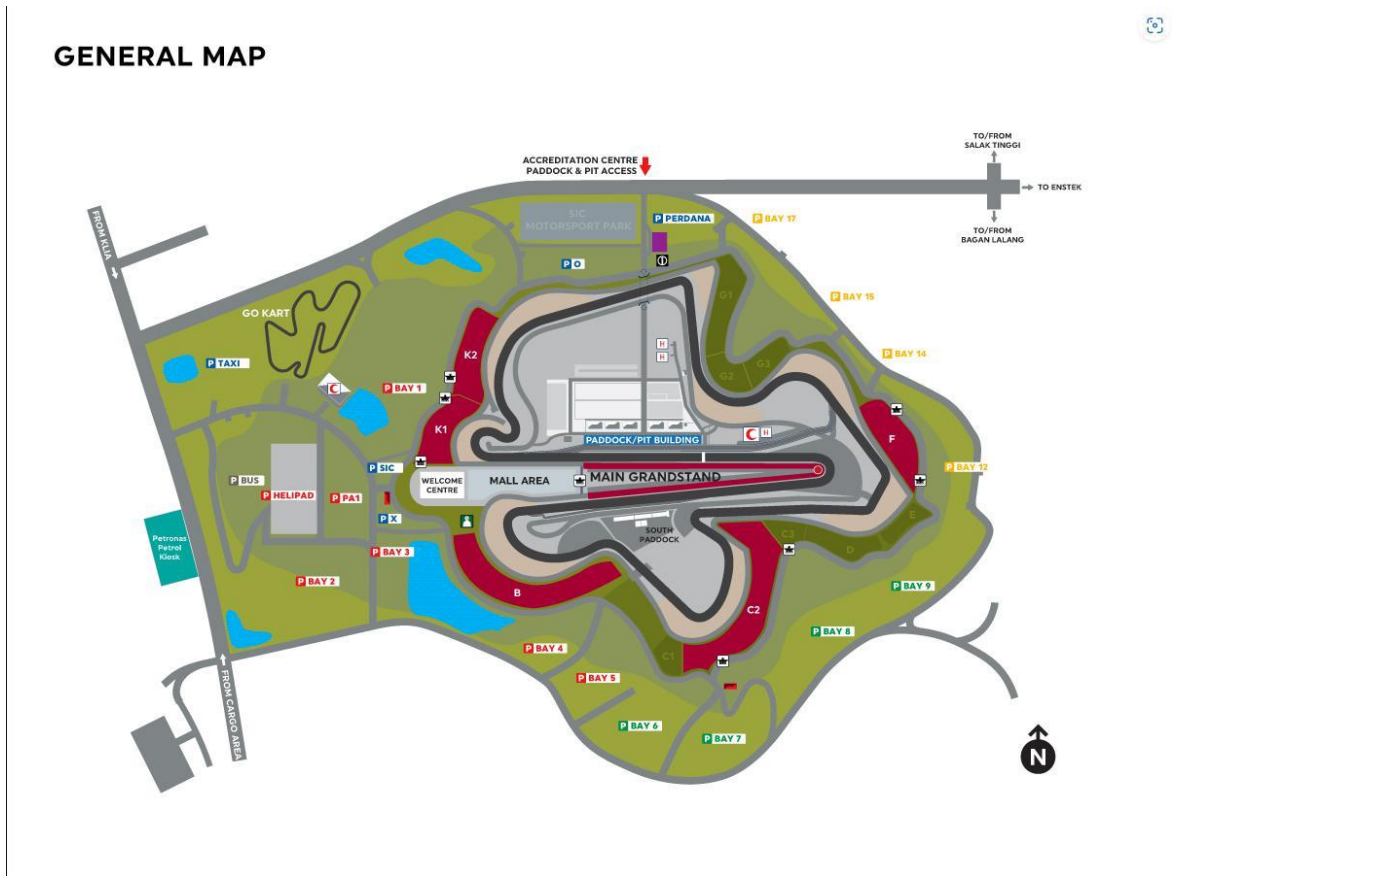 GENERAL MAP
TO/FROM
SALAK TINGGI
ACCREDITATION CENTRE
PADDOCK & PIT ACCESS
TO ENSTEK
TO/FROM
BAGAN LALANG
FROM KLIA
SIC
MOTORSPORT PARK
P PERDANA
P BAY 17
P O
G1
P BAY 15
GO KART
K2
H
H
P BAY 14
P TAXI
G3
G2
P BAY 1
K1
F
PADDOCK/PIT BUILDING
H
P SIC
P BAY 12
WELCOME
CENTRE
MALL AREA
MAIN GRANDSTAND
P BUS
P HELIPAD
P PA1
P X
E
SOUTH
PADDOCK
C3
D
Petronas
Petrol
Kiosk
P BAY 3
P BAY 2
B
P BAY 9
C2
P BAY 8
P BAY 4
C1
P BAY 5
FROM CARGO AREA
P BAY 6
P BAY 7
N